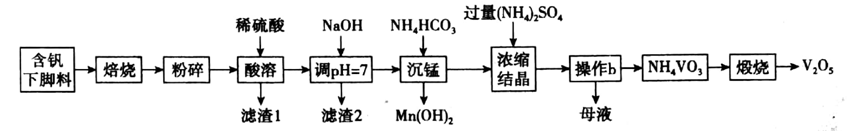 稀硫酸 NaOH NH₄HCO₃ 过量(NH₄)₂SO₄
含钒下脚料 焙烧 粉碎 酸溶 调pH=7 沉锰 浓缩结晶 操作b NH₄VO₃ 煅烧 V₂O₅
滤渣1 滤渣2 Mn(OH)₂ 母液